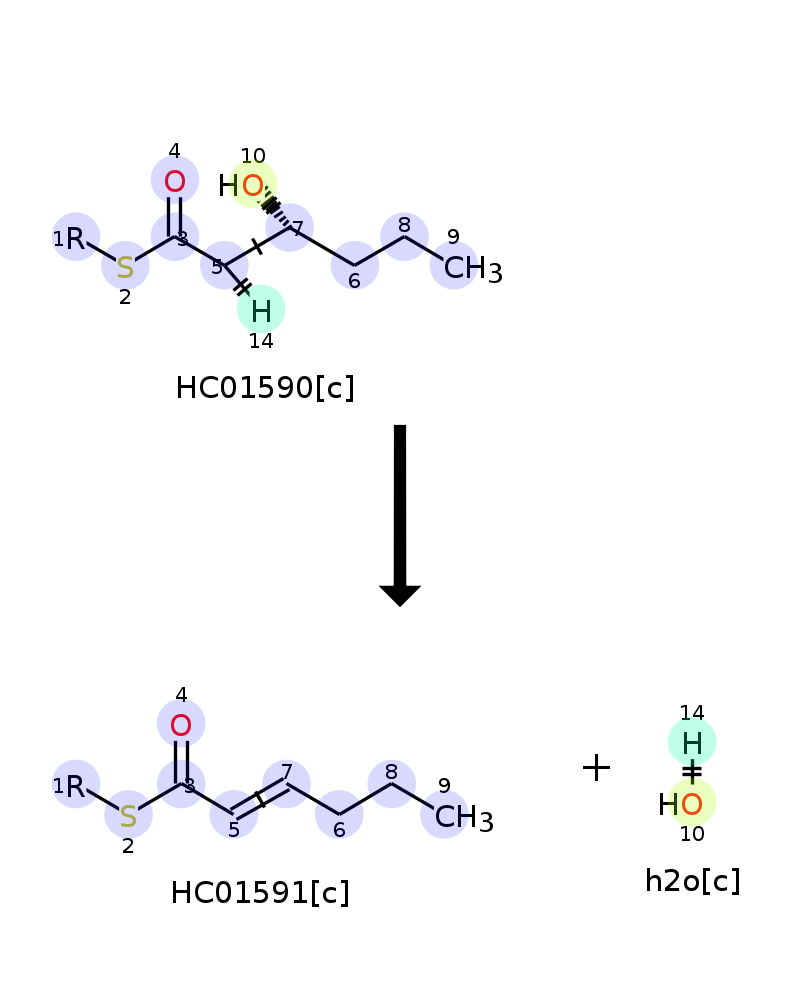 4 10
O HO
1R 3 7 8 9
S 5 6 CH3
2 H
14
HC01590[c]
4 14
O H
1R 3 7 8 9 +
S 5 6 CH3 HO
2 10
HC01591[c] h2o[c]